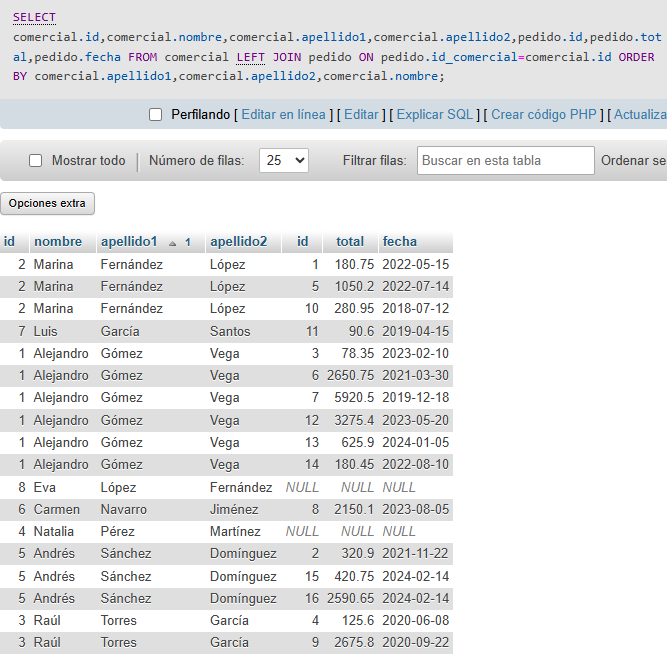 SELECT
comercial.id,comercial.nombre,comercial.apellido1,comercial.apellido2,pedido.id,pedido.tot
al,pedido.fecha FROM comercial LEFT JOIN pedido ON pedido.id_comercial=comercial.id ORDER
BY comercial.apellido1,comercial.apellido2,comercial.nombre;
Perfilando [ Editar en línea ] [ Editar ] [ Explicar SQL ] [ Crear código PHP ] [ Actualiza
Mostrar todo | Número de filas: 25 Filtrar filas: Buscar en esta tabla Ordenar se
Opciones extra
id nombre apellido1 1 apellido2 id total fecha
2 Marina Fernández López 1 180.75 2022-05-15
2 Marina Fernández López 5 1050.2 2022-07-14
2 Marina Fernández López 10 280.95 2018-07-12
7 Luis García Santos 11 90.6 2019-04-15
1 Alejandro Gómez Vega 3 78.35 2023-02-10
1 Alejandro Gómez Vega 6 2650.75 2021-03-30
1 Alejandro Gómez Vega 7 5920.5 2019-12-18
1 Alejandro Gómez Vega 12 3275.4 2023-05-20
1 Alejandro Gómez Vega 13 625.9 2024-01-05
1 Alejandro Gómez Vega 14 180.45 2022-08-10
8 Eva López Fernández NULL NULL NULL
6 Carmen Navarro Jiménez 8 2150.1 2023-08-05
4 Natalia Pérez Martínez NULL NULL NULL
5 Andrés Sánchez Domínguez 2 320.9 2021-11-22
5 Andrés Sánchez Domínguez 15 420.75 2024-02-14
5 Andrés Sánchez Domínguez 16 2590.65 2024-02-14
3 Raúl Torres García 4 125.6 2020-06-08
3 Raúl Torres García 9 2675.8 2020-09-22